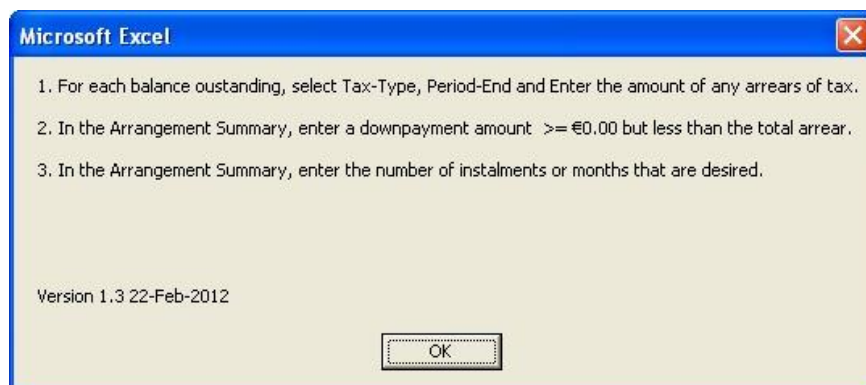 Microsoft Excel
1. For each balance oustanding, select Tax-Type, Period-End and Enter the amount of any arrears of tax.
2. In the Arrangement Summary, enter a downpayment amount >= €0.00 but less than the total arrear.
3. In the Arrangement Summary, enter the number of instalments or months that are desired.
Version 1.3 22-Feb-2012
OK